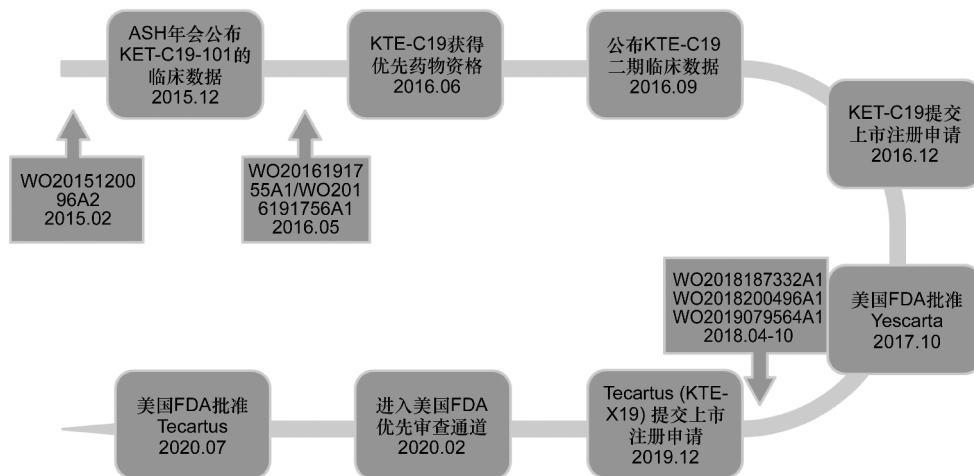 ASH年会公布
KET-C19-101的
临床数据
2015.12
KTE-C19获得
优先药物资格
2016.06
公布KTE-C19
二期临床数据
2016.09
KET-C19提交
上市注册申请
2016.12
WO20151200
96A2
2015.02
WO20161917
55A1/WO201
6191756A1
2016.05
WO2018187332A1
WO2018200496A1
WO2019079564A1
2018.04-10
美国FDA批准
Yescarta
2017.10
美国FDA批准
Tecartus
2020.07
进入美国FDA
优先审查通道
2020.02
Tecartus (KTE-
X19) 提交上市
注册申请
2019.12